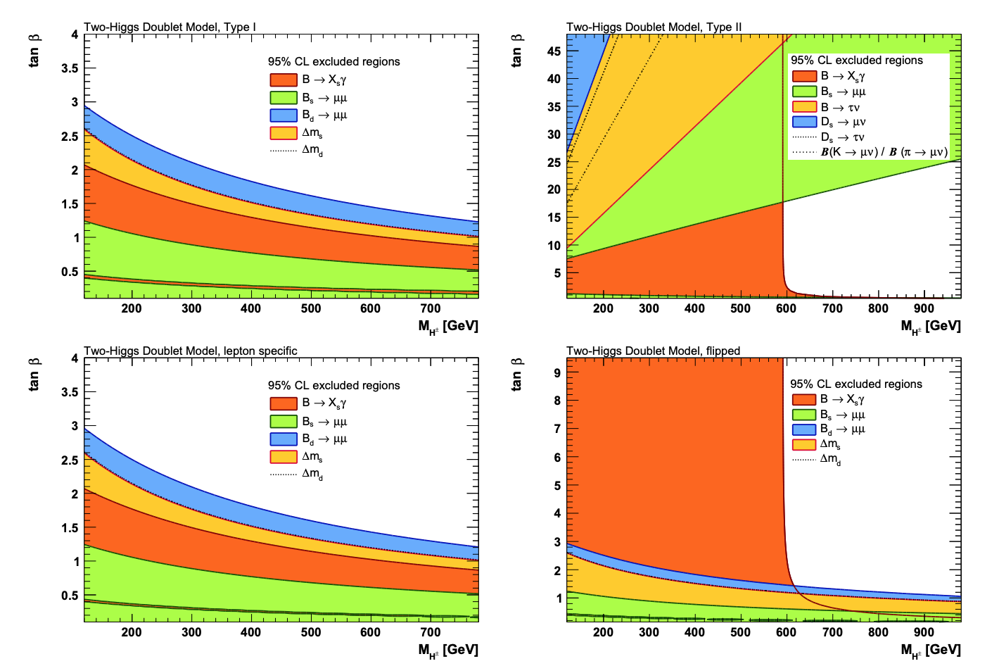 Two-Higgs Doublet Model, Type I
tan β
4
3.5
3
2.5
2
1.5
1
0.5
95% CL excluded regions
B → Xsγ
Bs → μμ
Bd → μμ
Δms
Δmd
200 300 400 500 600 700
MH± [GeV]
Two-Higgs Doublet Model, Type II
tan β
45
40
35
30
25
20
15
10
5
95% CL excluded regions
B → Xsγ
Bs → μμ
B → τν
Ds → μν
Ds → τν
B(K → μν) / B (π → μν)
200 300 400 500 600 700 800 900
MH± [GeV]
Two-Higgs Doublet Model, lepton specific
tan β
4
3.5
3
2.5
2
1.5
1
0.5
95% CL excluded regions
B → Xsγ
Bs → μμ
Bd → μμ
Δms
Δmd
200 300 400 500 600 700
MH± [GeV]
Two-Higgs Doublet Model, flipped
tan β
9
8
7
6
5
4
3
2
1
95% CL excluded regions
B → Xsγ
Bs → μμ
Bd → μμ
Δms
Δmd
200 300 400 500 600 700 800 900
MH± [GeV]